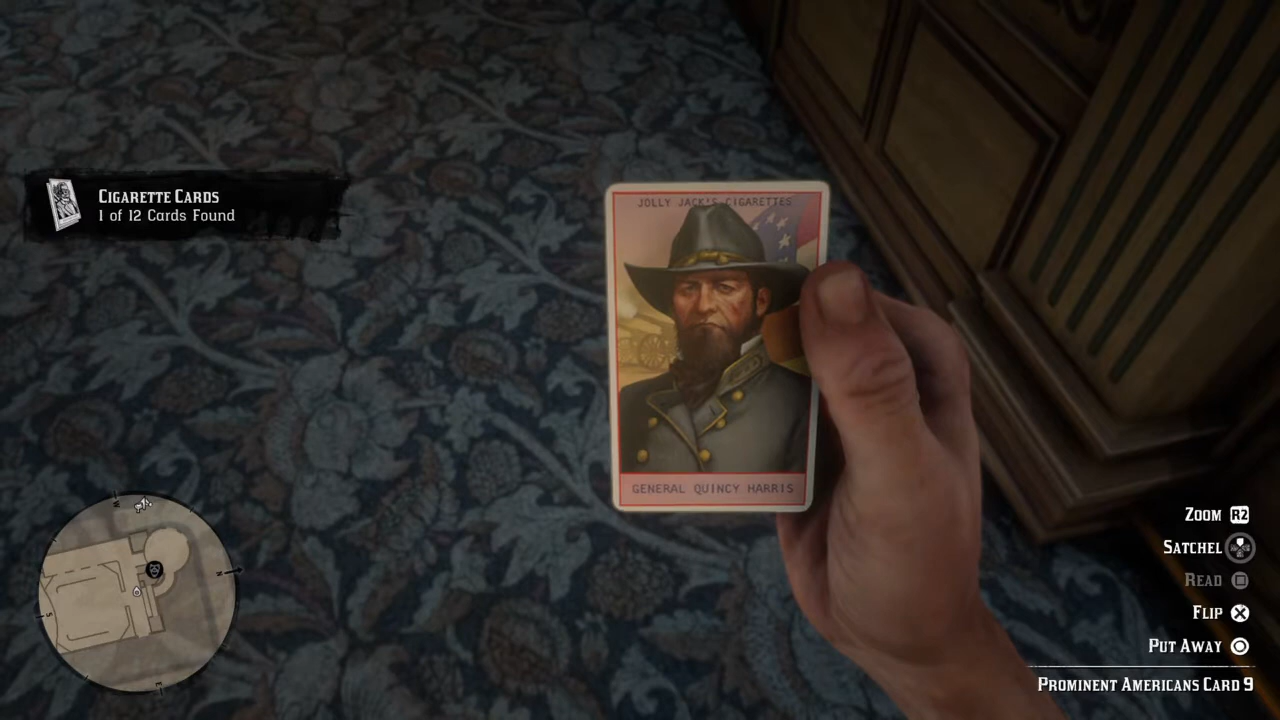 CIGARETTE CARDS
1 of 12 Cards Found
JOLLY JACK'S CIGARETTES
GENERAL QUINCY HARRIS
ZOOM R2
SATCHEL
READ
FLIP
PUT AWAY
PROMINENT AMERICANS CARD 9
W
N
S
E